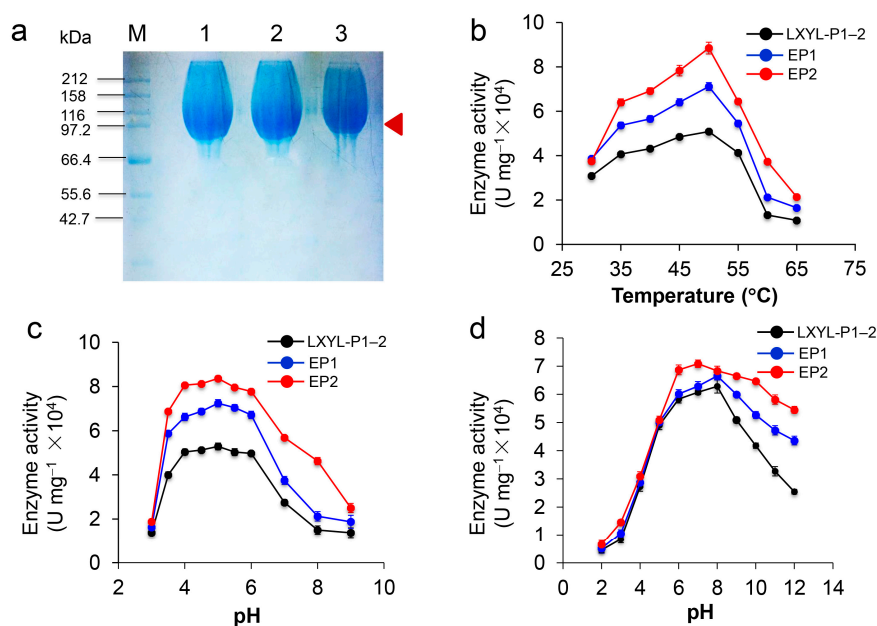 a
kDa M 1 2 3
212
158
116
97.2
66.4
55.6
42.7
b
LXYL-P1–2
EP1
EP2
Enzyme activity
(U mg⁻¹ × 10⁴)
10
8
6
4
2
0
25 35 45 55 65 75
Temperature (°C)
c
LXYL-P1–2
EP1
EP2
Enzyme activity
(U mg⁻¹ × 10⁴)
10
8
6
4
2
0
2 4 6 8 10
pH
d
LXYL-P1–2
EP1
EP2
Enzyme activity
(U mg⁻¹ × 10⁴)
8
7
6
5
4
3
2
1
0
0 2 4 6 8 10 12 14
pH